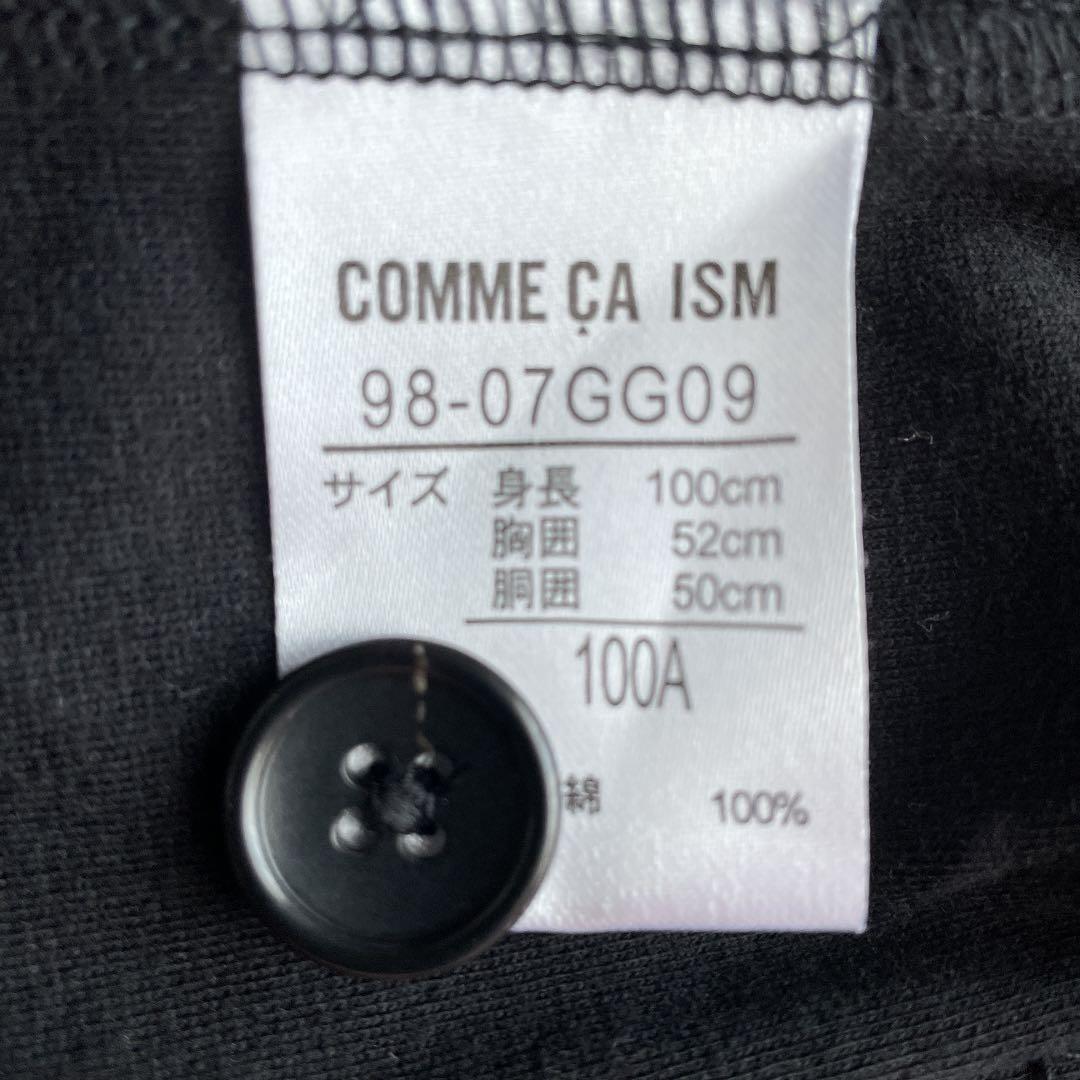 COMME ÇA ISM
98-07GG09
サイズ 身長 100cm
胸囲 52cm
胴囲 50cm
100A
綿 100%